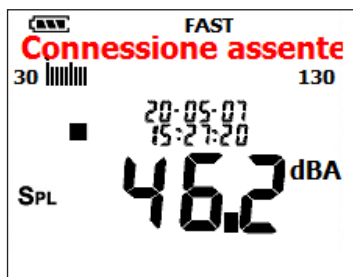 FAST
Connessione assente
30 130
20-05-07
15:27:20
46.2 dBA
SPL